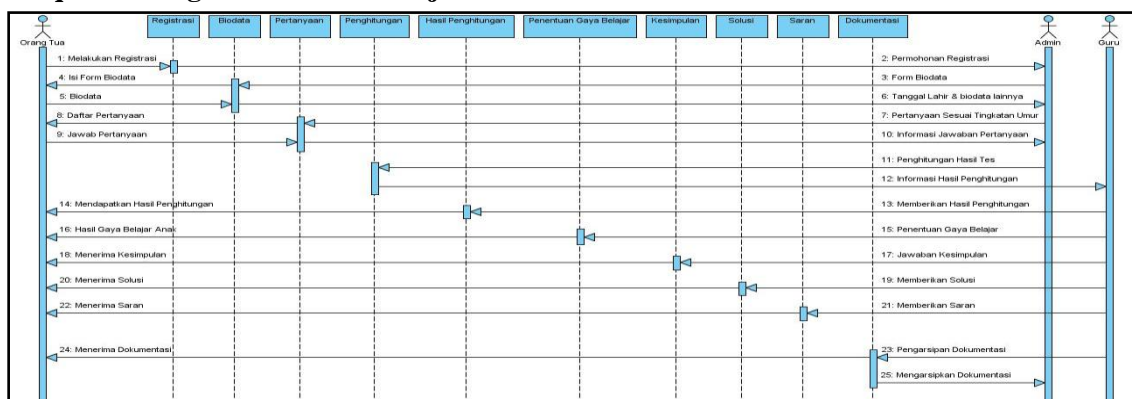 Registrasi
Biodata
Pertanyaan
Penghitungan
Hasil Penghitungan
Penentuan Gaya Belajar
Kesimpulan
Solusi
Saran
Dokumentasi
Orang Tua
Admin
Guru
1: Melakukan Registrasi
2: Permohonan Registrasi
4: Isi Form Biodata
3: Form Biodata
5: Biodata
6: Tanggal Lahir & biodata lainnya
8: Daftar Pertanyaan
7: Pertanyaan Sesuai Tingkatan Umur
9: Jawab Pertanyaan
10: Informasi Jawaban Pertanyaan
11: Penghitungan Hasil Tes
12: Informasi Hasil Penghitungan
14: Mendapatkan Hasil Penghitungan
13: Memberikan Hasil Penghitungan
16: Hasil Gaya Belajar Anak
15: Penentuan Gaya Belajar
18: Menerima Kesimpulan
17: Jawaban Kesimpulan
20: Menerima Solusi
19: Memberikan Solusi
22: Menerima Saran
21: Memberikan Saran
24: Menerima Dokumentasi
23: Pengarsipan Dokumentasi
25: Mengarsipkan Dokumentasi